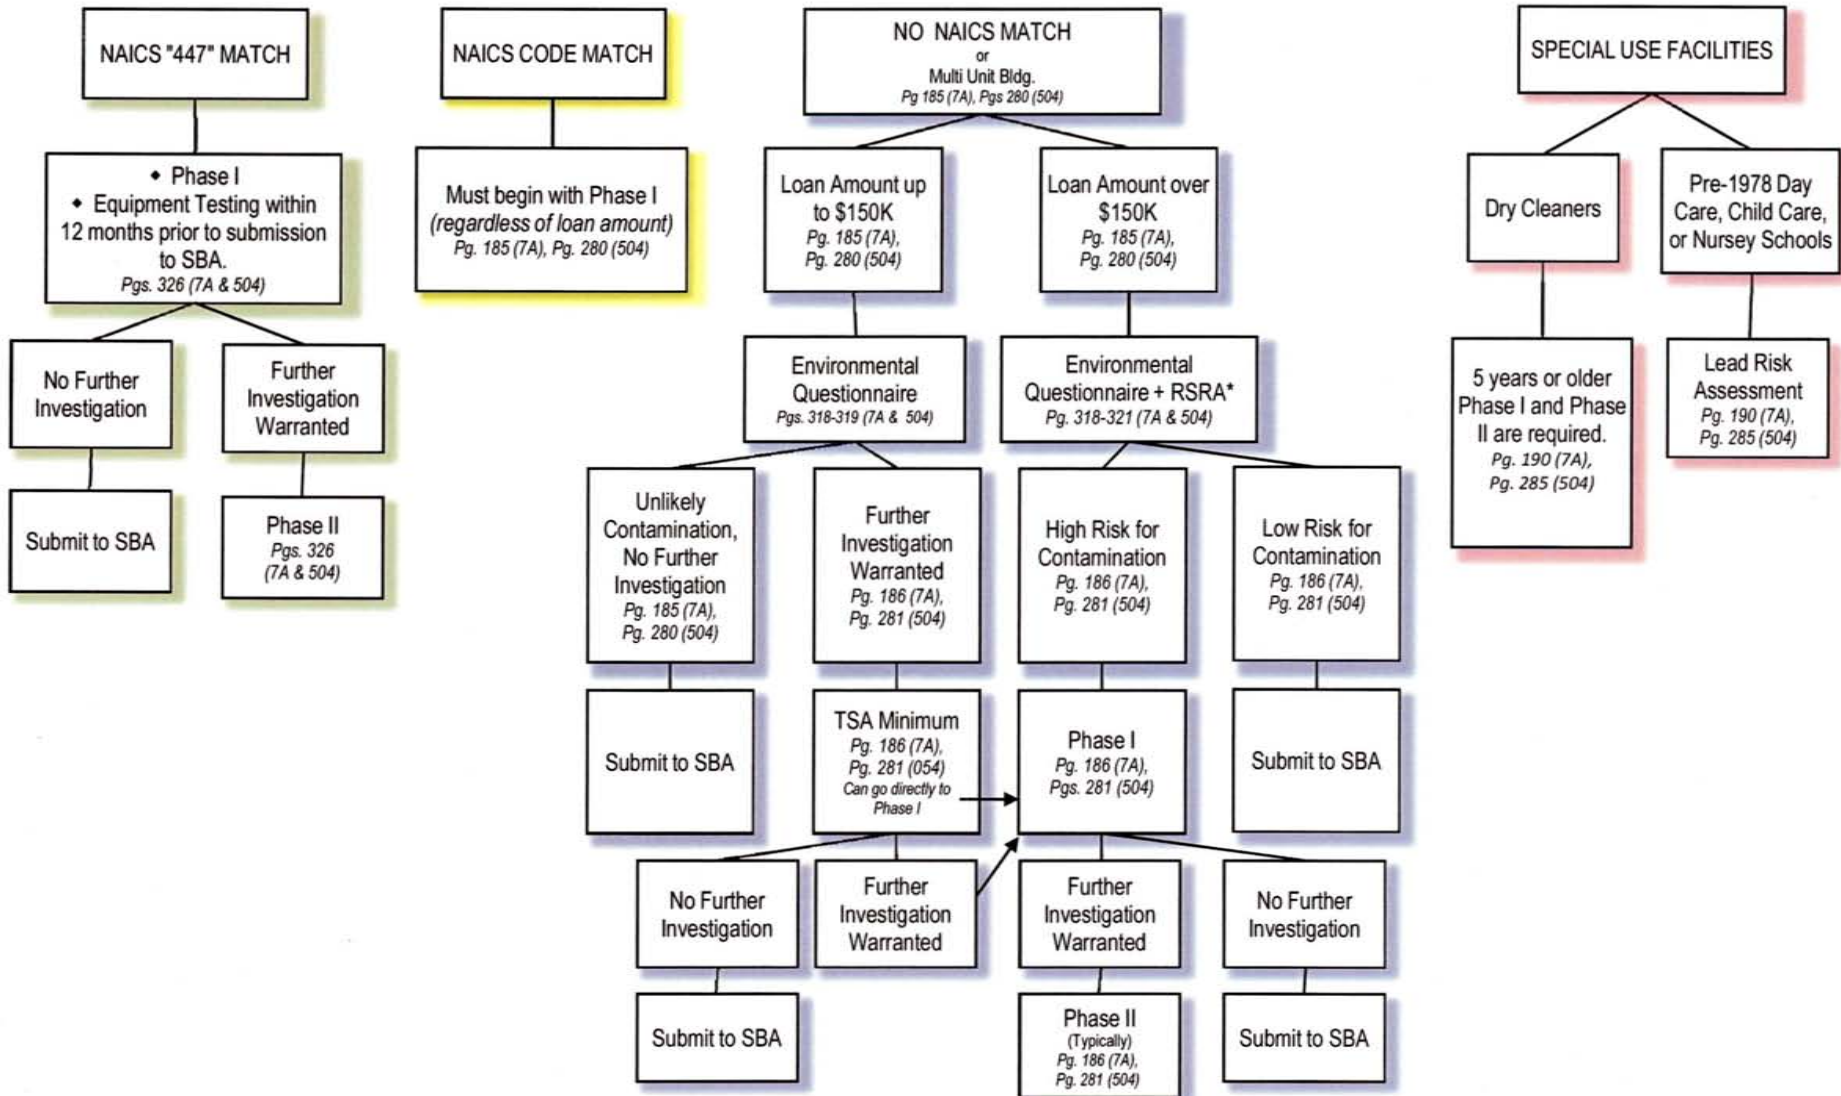 NAICS "447" MATCH
♦ Phase I
♦ Equipment Testing within
12 months prior to submission
to SBA.
Pgs. 326 (7A & 504)
No Further
Investigation
Submit to SBA
Further
Investigation
Warranted
Phase II
Pgs. 326
(7A & 504)
NAICS CODE MATCH
Must begin with Phase I
(regardless of loan amount)
Pg. 185 (7A), Pg. 280 (504)
NO NAICS MATCH
or
Multi Unit Bldg.
Pg 185 (7A), Pgs 280 (504)
Loan Amount up
to $150K
Pg. 185 (7A),
Pg. 280 (504)
Environmental
Questionnaire
Pgs. 318-319 (7A & 504)
Unlikely
Contamination,
No Further
Investigation
Pg. 185 (7A),
Pg. 280 (504)
Submit to SBA
Further
Investigation
Warranted
Pg. 186 (7A),
Pg. 281 (504)
TSA Minimum
Pg. 186 (7A),
Pg. 281 (054)
Can go directly to
Phase I
No Further
Investigation
Submit to SBA
Further
Investigation
Warranted
Loan Amount over
$150K
Pg. 185 (7A),
Pg. 280 (504)
Environmental
Questionnaire + RSRA*
Pg. 318-321 (7A & 504)
High Risk for
Contamination
Pg. 186 (7A),
Pg. 281 (504)
Phase I
Pg. 186 (7A),
Pgs. 281 (504)
Further
Investigation
Warranted
Phase II
(Typically)
Pg. 186 (7A),
Pg. 281 (504)
No Further
Investigation
Submit to SBA
Low Risk for
Contamination
Pg. 186 (7A),
Pg. 281 (504)
Submit to SBA
SPECIAL USE FACILITIES
Dry Cleaners
5 years or older
Phase I and Phase
II are required.
Pg. 190 (7A),
Pg. 285 (504)
Pre-1978 Day
Care, Child Care,
or Nursey Schools
Lead Risk
Assessment
Pg. 190 (7A),
Pg. 285 (504)